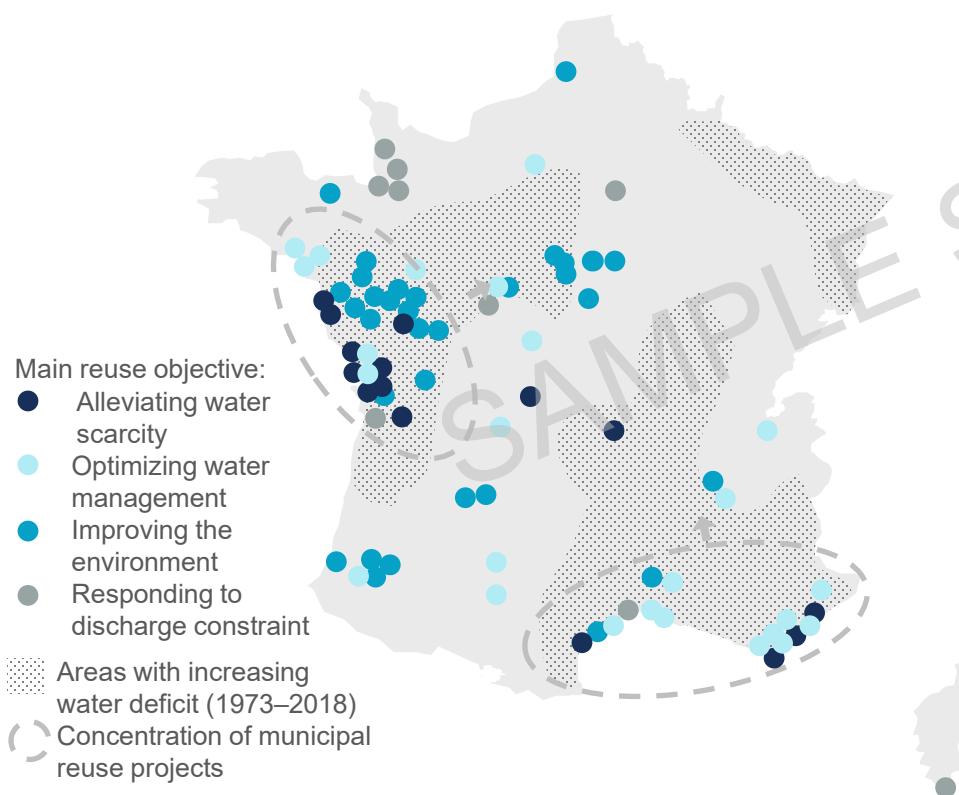 Main reuse objective:
Alleviating water
scarcity
Optimizing water
management
Improving the
environment
Responding to
discharge constraint
Areas with increasing
water deficit (1973–2018)
Concentration of municipal
reuse projects
SAMPLE S